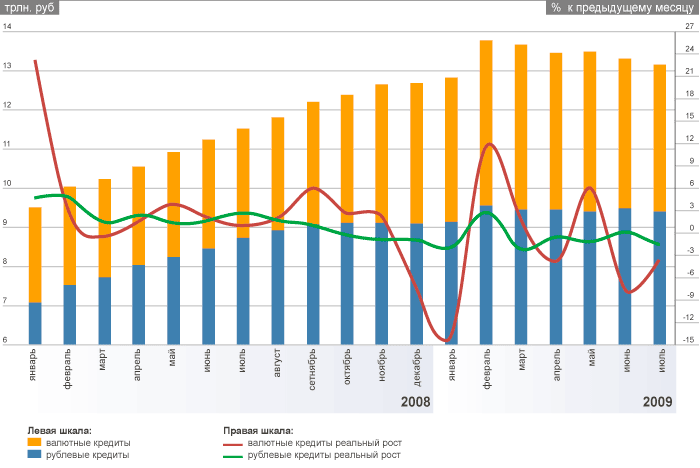 трлн. руб
% к предыдущему месяцу
14
13
12
11
10
9
8
7
6
27
24
21
18
15
12
9
6
3
0
-3
-6
-9
-12
-15
январь
февраль
март
апрель
май
июнь
июль
август
сетнябрь
октябрь
ноябрь
декабрь
январь
февраль
март
апрель
май
июнь
июль
2008
2009
Левая шкала:
валютные кредиты
рублевые кредиты
Правая шкала:
валютные кредиты реальный рост
рублевые кредиты реальный рост